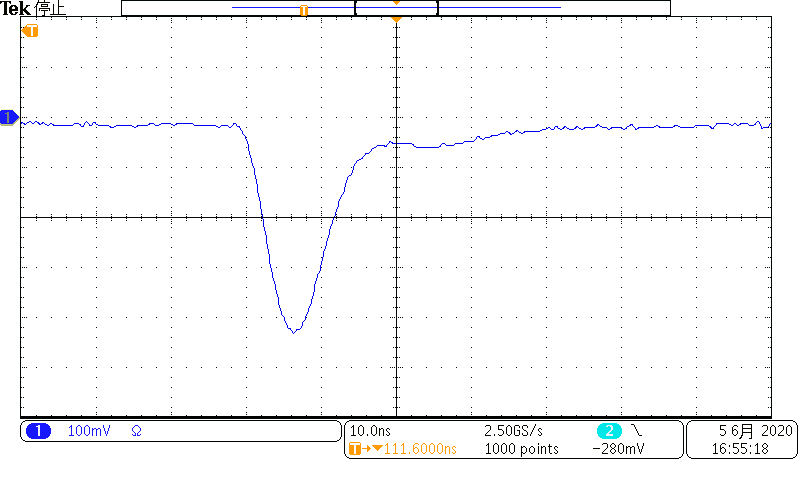 Tek 停止
T
T
1
1 100mV Ω
10.0ns 2.50GS/s 2
T→▼111.6000ns 1000 points −280mV
5 6月 2020
16:55:18